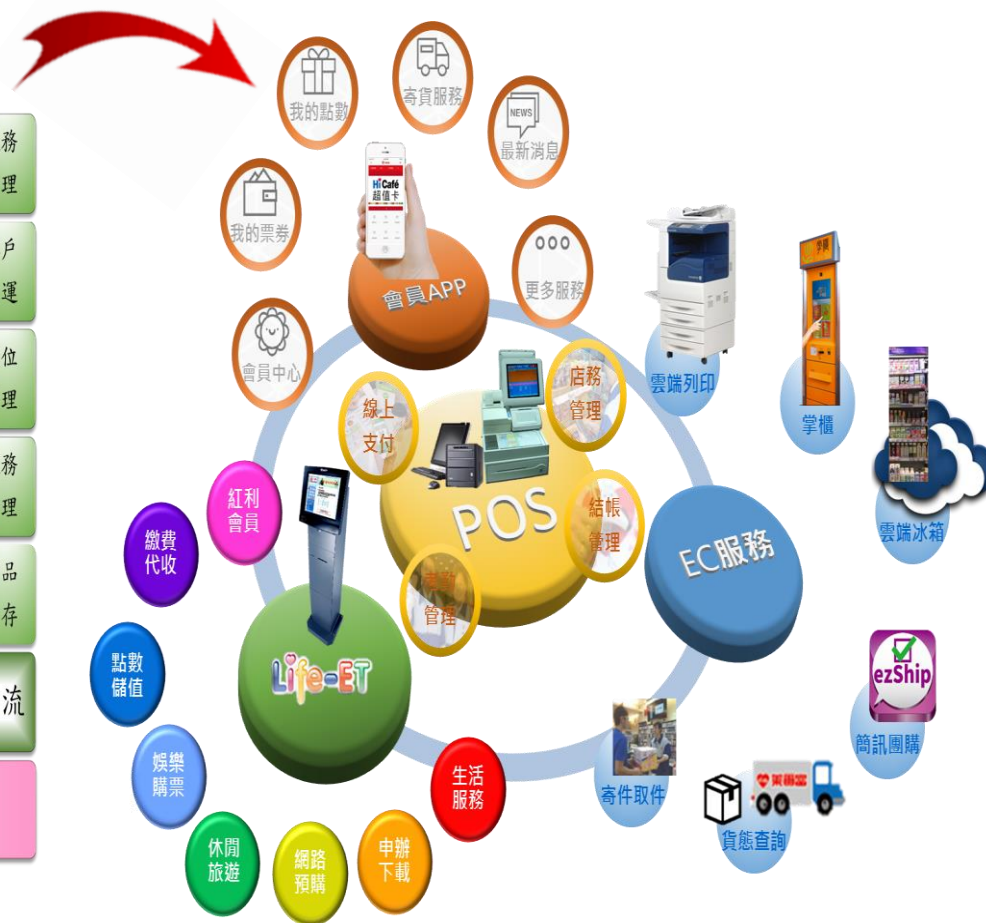 務
理
戶
運
位
理
務
理
品
存
流
我的點數
寄貨服務
NEWS
最新消息
我的票券
Hi Café
超值卡
會員APP
更多服務
會員中心
雲端列印
掌櫃
掌櫃
雲端冰箱
線上
支付
店務
管理
POS
結帳
管理
管理
EC服務
紅利
會員
繳費
代收
Life-ET
點數
儲值
娛樂
購票
休閒
旅遊
網路
預購
申辦
下載
生活
服務
寄件取件
ezShip
簡訊團購
貨態查詢